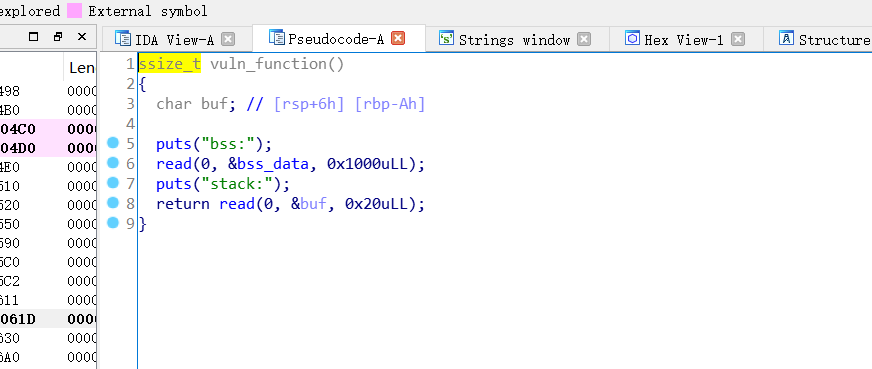 explored External symbol
IDA View-A Pseudocode-A Strings window Hex View-1 Structure
Len
498 0000
4B0 0000
04C0 0000
04D0 0000
4E0 0000
510 0000
520 0000
550 0000
590 0000
5C0 0000
5C2 0000
611 0000
061D 0000
630 0000
6A0 0000
1 ssize_t vuln_function()
2 {
3 char buf; // [rsp+6h] [rbp-Ah]
4
5 puts("bss:");
6 read(0, &bss_data, 0x1000uLL);
7 puts("stack:");
8 return read(0, &buf, 0x20uLL);
9 }